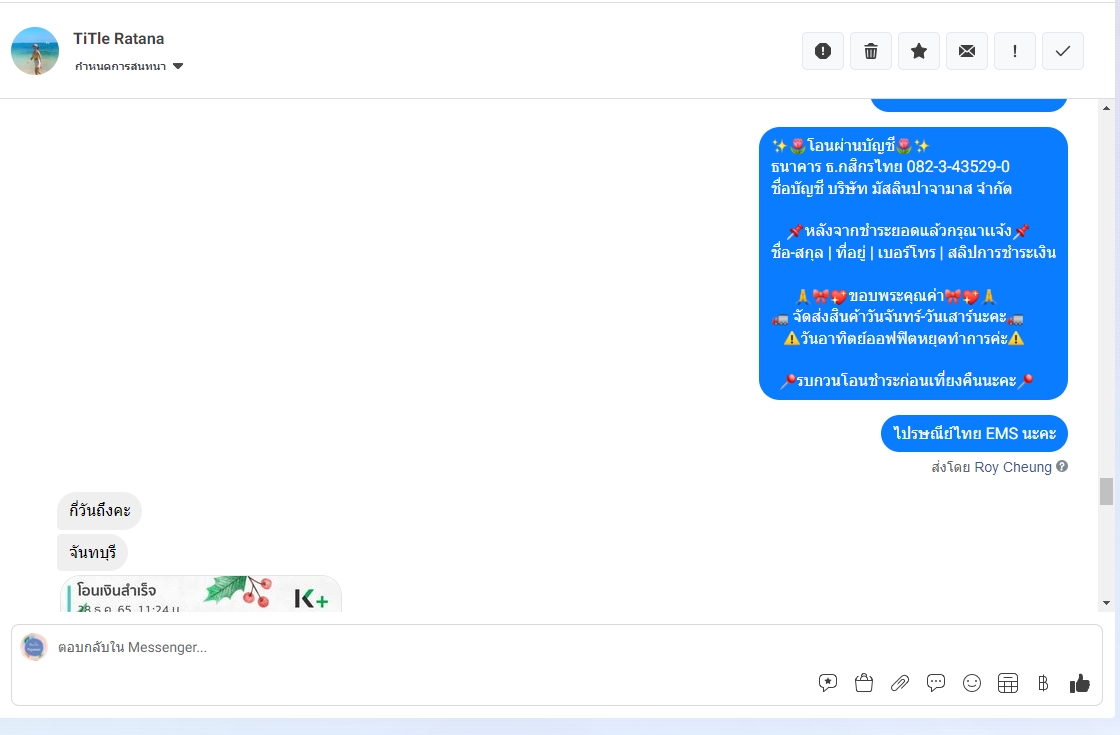 TiTle Ratana
กำหนดการสนทนา
✨🌷โอนผ่านบัญชี🌷✨
ธนาคาร ธ.กสิกรไทย 082-3-43529-0
ชื่อบัญชี บริษัท มัสลินปาจามาส จำกัด
📌หลังจากชำระยอดแล้วกรุณาแจ้ง📌
ชื่อ-สกุล | ที่อยู่ | เบอร์โทร | สลิปการชำระเงิน
🙏🎀💖ขอบพระคุณค่า🎀💖🙏
🚛จัดส่งสินค้าวันจันทร์-วันเสาร์นะคะ🚛
⚠️วันอาทิตย์ออฟฟิตหยุดทำการค่ะ⚠️
📍รบกวนโอนชำระก่อนเที่ยงคืนนะคะ📍
ไปรษณีย์ไทย EMS นะคะ
ส่งโดย Roy Cheung
กี่วันถึงคะ
จันทบุรี
โอนเงินสำเร็จ
K+
28 ธ.ค. 65 11:24 น.
ตอบกลับใน Messenger...